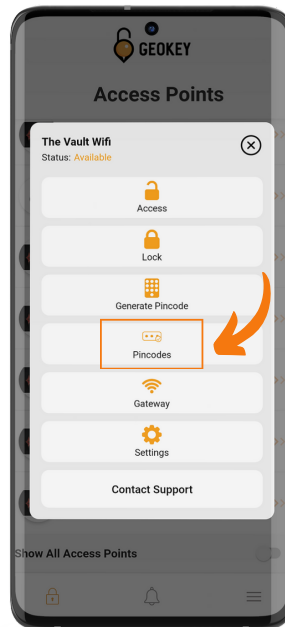 GEOKEY
Access Points
The Vault Wifi
Status: Available
Access
Lock
Generate Pincode
Pincodes
Gateway
Settings
Contact Support
Show All Access Points